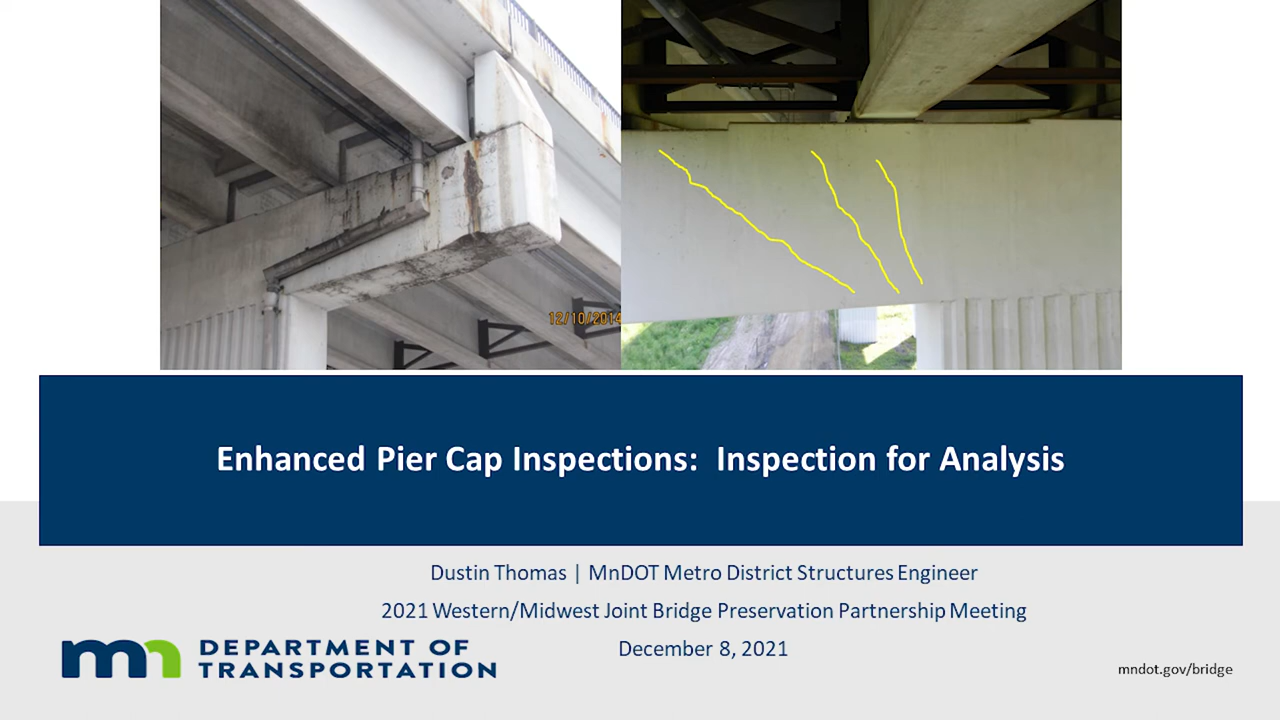 12/10/2014
Enhanced Pier Cap Inspections: Inspection for Analysis
Dustin Thomas | MnDOT Metro District Structures Engineer
2021 Western/Midwest Joint Bridge Preservation Partnership Meeting
December 8, 2021
mn DEPARTMENT OF
TRANSPORTATION
mndot.gov/bridge